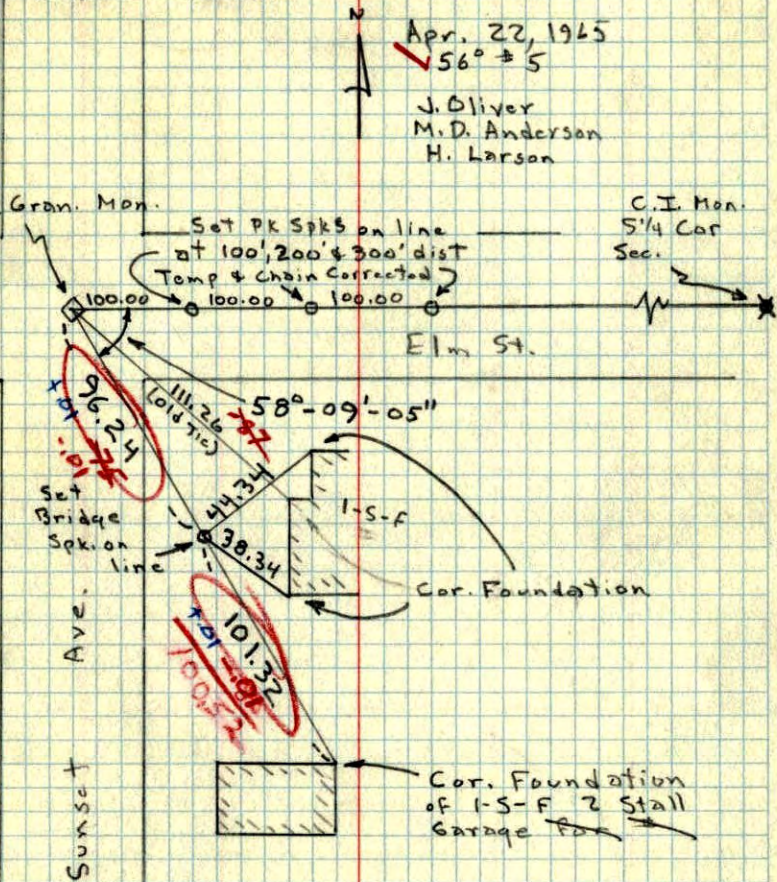 N
Apr. 22, 1965
✓ 56° # 5
J. Oliver
M.D. Anderson
H. Larson
Gran. Mon.
Set PK Spks on line
at 100', 200' & 300' dist
Temp & Chain Corrected
C.I. Mon.
S 1/4 Cor
Sec.
100.00 100.00 100.00
Elm St.
58°-09'-05"
111.26
(old Tie)
96.24
+.01
-.01
44.34
1-S-F
Set
Bridge
Spk. on
line
38.34
Cor. Foundation
101.32
+.01
100.52
Cor. Foundation
of 1-S-F 2 Stall
Garage
Sunset Ave.